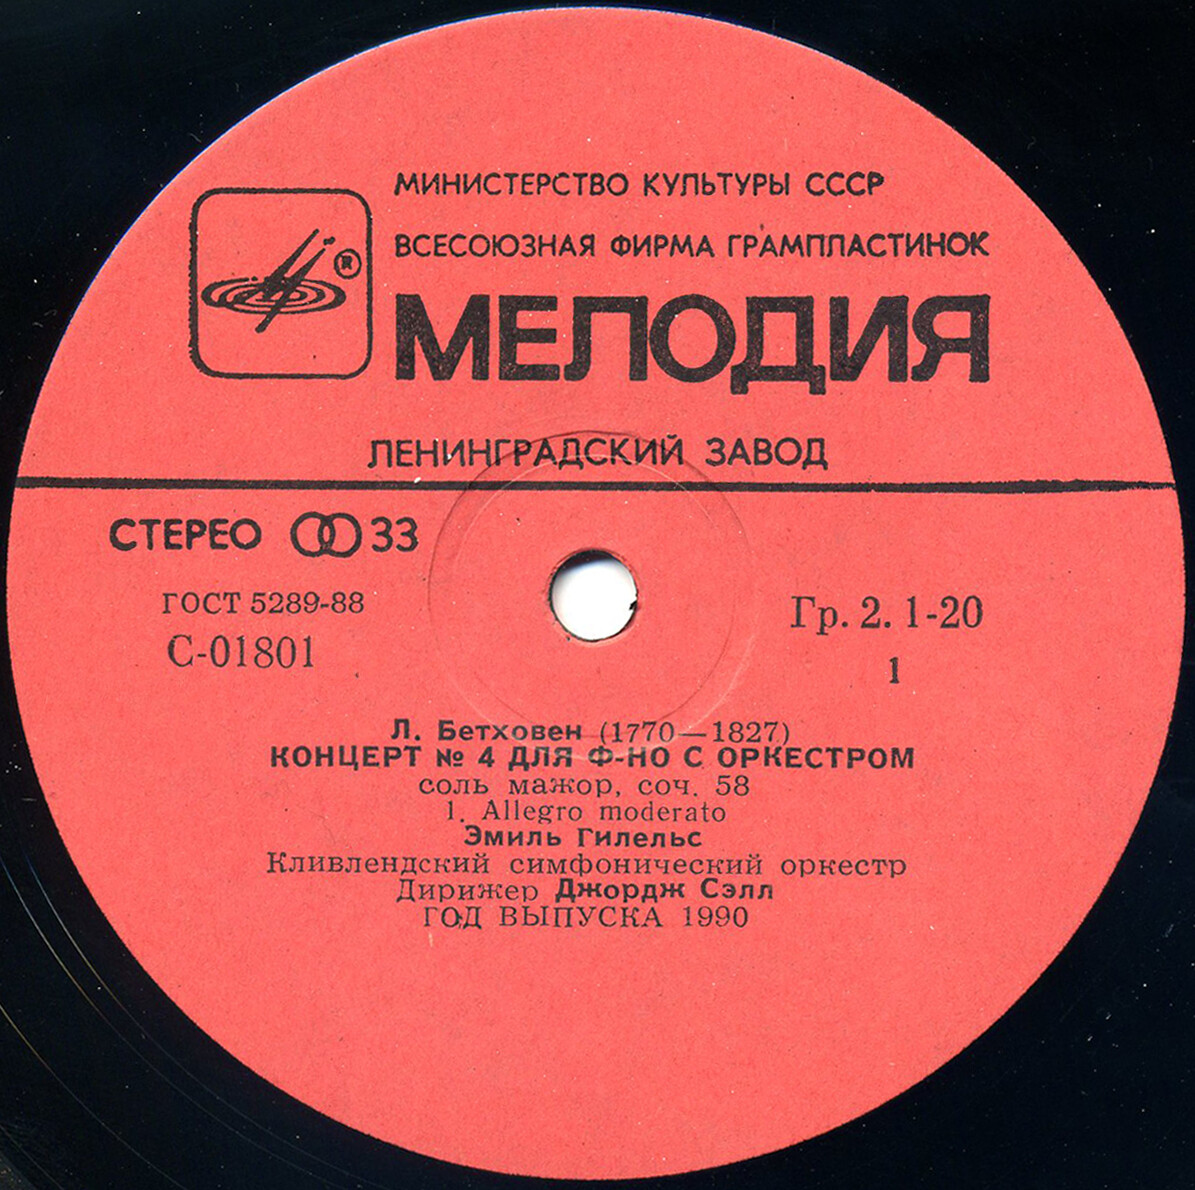 МИНИСТЕРСТВО КУЛЬТУРЫ СССР
ВСЕСОЮЗНАЯ ФИРМА ГРАМПЛАСТИНОК
®
МЕЛОДИЯ
ЛЕНИНГРАДСКИЙ ЗАВОД
СТЕРЕО 33
ГОСТ 5289-88
С-01801
Гр. 2. 1-20
1
Л. Бетховен (1770—1827)
КОНЦЕРТ № 4 ДЛЯ Ф-НО С ОРКЕСТРОМ
соль мажор, соч. 58
1. Allegro moderato
Эмиль Гилельс
Кливлендский симфонический оркестр
Дирижер Джордж Сэлл
ГОД ВЫПУСКА 1990